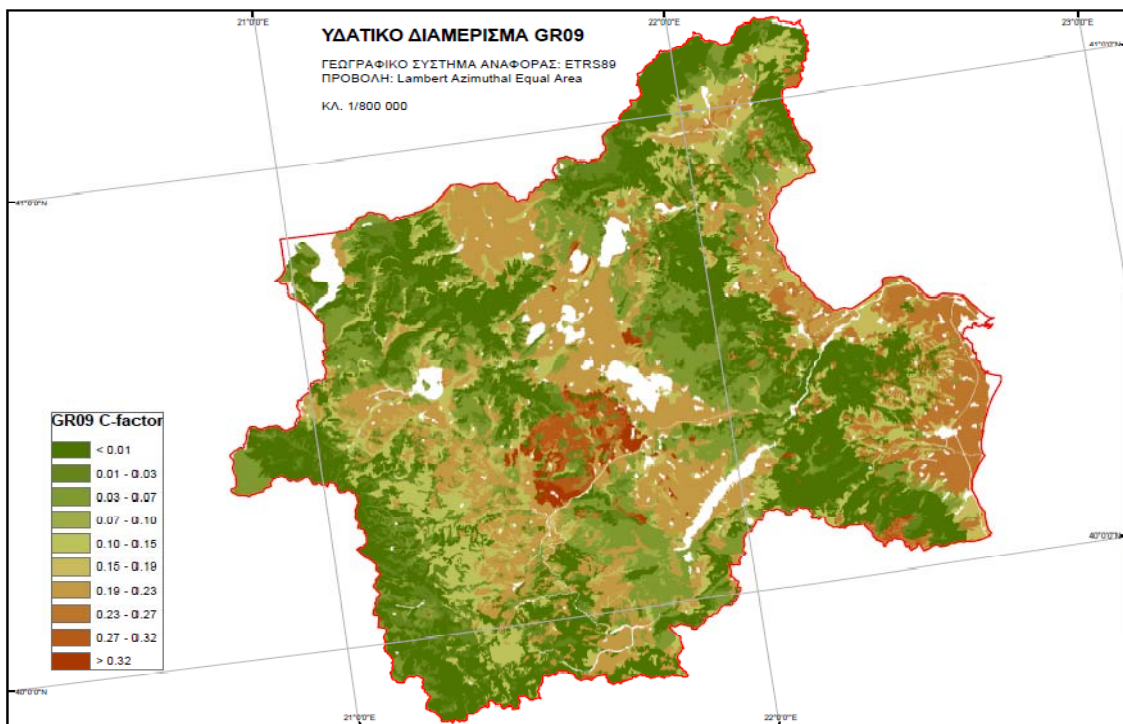 21°0'0"E
22°0'0"E
23°0'0"E
ΥΔΑΤΙΚΟ ΔΙΑΜΕΡΙΣΜΑ GR09
ΓΕΩΓΡΑΦΙΚΟ ΣΥΣΤΗΜΑ ΑΝΑΦΟΡΑΣ: ETRS89
ΠΡΟΒΟΛΗ: Lambert Azimuthal Equal Area
ΚΛ. 1/800 000
41°0'0"N
41°0'0"N
GR09 C-factor
< 0.01
0.01 - 0.03
0.03 - 0.07
0.07 - 0.10
0.10 - 0.15
0.15 - 0.19
0.19 - 0.23
0.23 - 0.27
0.27 - 0.32
> 0.32
40°0'0"N
40°0'0"N
21°0'0"E
22°0'0"E